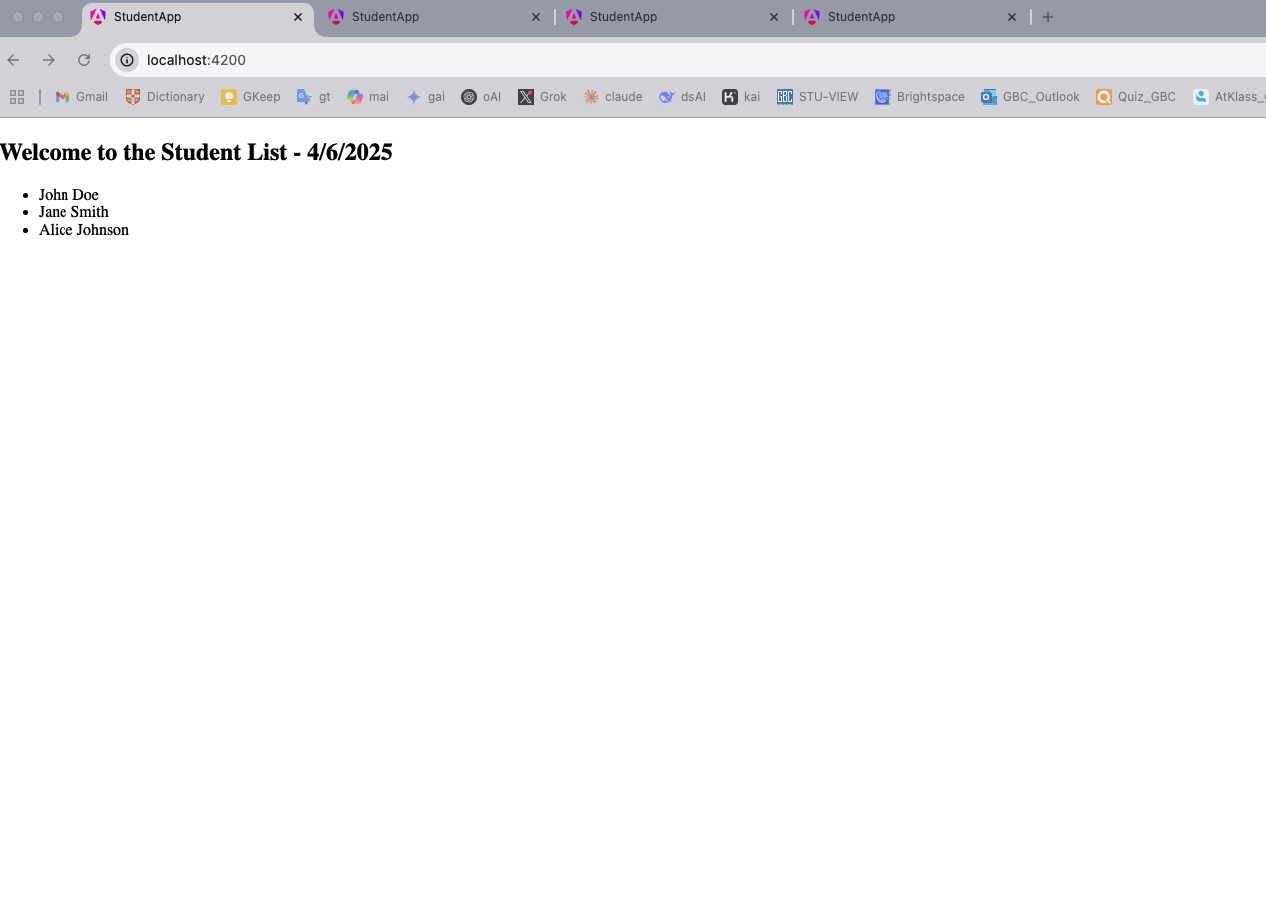 StudentApp StudentApp StudentApp StudentApp
localhost:4200
Gmail Dictionary GKeep gt mai gai oAI Grok claude dsAI kai STU-VIEW Brightspace GBC_Outlook Quiz_GBC AtKlass_
Welcome to the Student List - 4/6/2025
• John Doe
• Jane Smith
• Alice Johnson